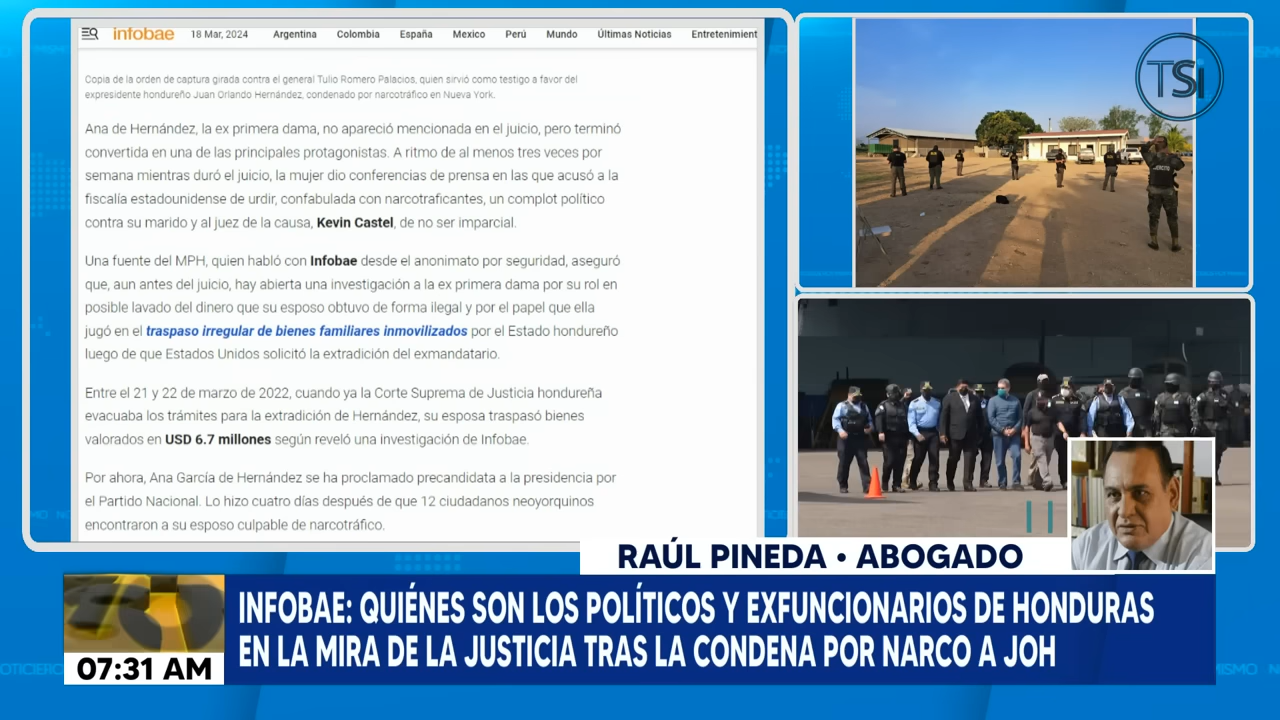 infobae 18 Mar, 2024 Argentina Colombia España Mexico Perú Mundo Últimas Noticias Entretenimient
Copia de la orden de captura girada contra el general Tulio Romero Palacios, quien sirvió como testigo a favor del
expresidente hondureño Juan Orlando Hernández, condenado por narcotráfico en Nueva York.
Ana de Hernández, la ex primera dama, no apareció mencionada en el juicio, pero terminó
convertida en una de las principales protagonistas. A ritmo de al menos tres veces por
semana mientras duró el juicio, la mujer dio conferencias de prensa en las que acusó a la
fiscalía estadounidense de urdir, confabulada con narcotraficantes, un complot político
contra su marido y al juez de la causa, Kevin Castel, de no ser imparcial.
Una fuente del MPH, quien habló con Infobae desde el anonimato por seguridad, aseguró
que, aun antes del juicio, hay abierta una investigación a la ex primera dama por su rol en
posible lavado del dinero que su esposo obtuvo de forma ilegal y por el papel que ella
jugó en el traspaso irregular de bienes familiares inmovilizados por el Estado hondureño
luego de que Estados Unidos solicitó la extradición del exmandatario.
Entre el 21 y 22 de marzo de 2022, cuando ya la Corte Suprema de Justicia hondureña
evacuaba los trámites para la extradición de Hernández, su esposa traspasó bienes
valorados en USD 6.7 millones según reveló una investigación de Infobae.
Por ahora, Ana García de Hernández se ha proclamado precandidata a la presidencia por
el Partido Nacional. Lo hizo cuatro días después de que 12 ciudadanos neoyorquinos
encontraron a su esposo culpable de narcotráfico.
TSi
RAÚL PINEDA • ABOGADO
INFOBAE: QUIÉNES SON LOS POLÍTICOS Y EXFUNCIONARIOS DE HONDURAS
EN LA MIRA DE LA JUSTICIA TRAS LA CONDENA POR NARCO A JOH
07:31 AM